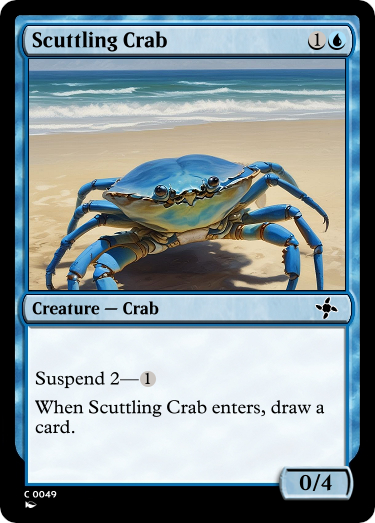 Scuttling Crab 1
Creature — Crab
Suspend 2—1
When Scuttling Crab enters, draw a
card.
0/4
C 0049